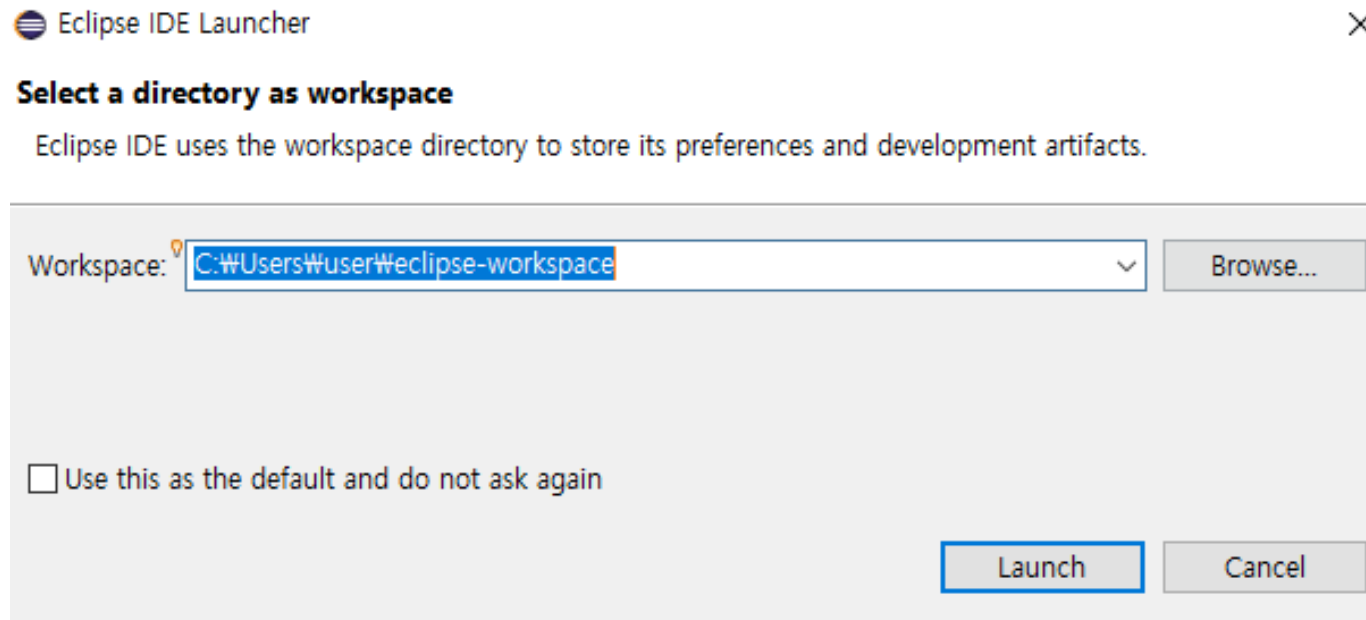 Eclipse IDE Launcher
Select a directory as workspace
Eclipse IDE uses the workspace directory to store its preferences and development artifacts.
Workspace: C:₩Users₩user₩eclipse-workspace Browse...
Use this as the default and do not ask again
Launch Cancel